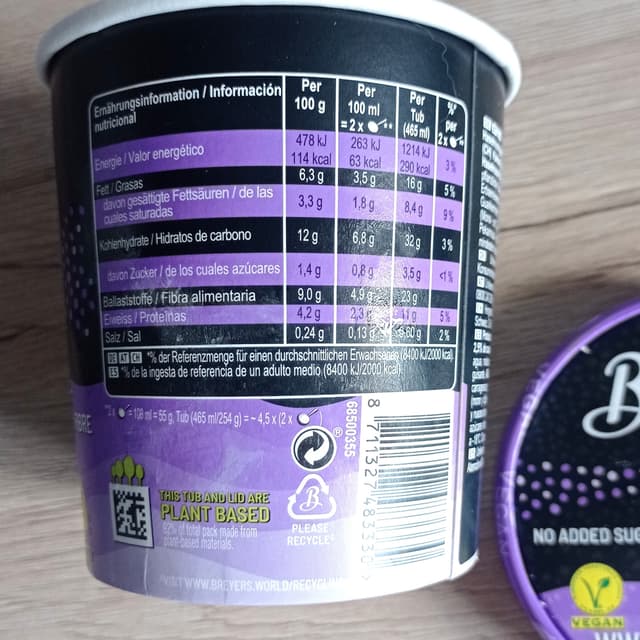 Ernährungsinformation / Información nutricional
Per 100 g
Per 100 ml = 2 x **
Per Tub (465 ml)
%* per 2 x **
Energie / Valor energético 478 kJ 263 kJ 1214 kJ 3%
114 kcal 63 kcal 290 kcal
Fett / Grasas 6,3 g 3,5 g 16 g 5%
davon gesättigte Fettsäuren / de las 3,3 g 1,8 g 8,4 g 9%
cuales saturadas
Kohlenhydrate / Hidratos de carbono 12 g 6,8 g 32 g 3%
davon Zucker / de los cuales azúcares 1,4 g 0,8 g 3,5 g <1%
Ballaststoffe / Fibra alimentaria 9,0 g 4,9 g 23 g
Eiweiss / Proteínas 4,2 g 2,3 g 11 g 5%
Salz / Sal 0,24 g 0,13 g 0,60 g 2%
DE AT CH *% der Referenzmenge für einen durchschnittlichen Erwachsenen (8400 kJ/2000 kcal).
ES *% de la ingesta de referencia de un adulto medio (8400 kJ/2000 kcal)
= 108 ml = 55 g, Tub (465 ml/254 g) = ~ 4,5 x (2 x
68500355
8 711327 483330
®
THIS TUB AND LID ARE
PLANT BASED
92% of total pack made from
plant-based materials.
B
PLEASE
RECYCLE
VISIT WWW.BREYERS.WORLD/RECYCLIN
B
NO ADDED SUG
V
VEGAN